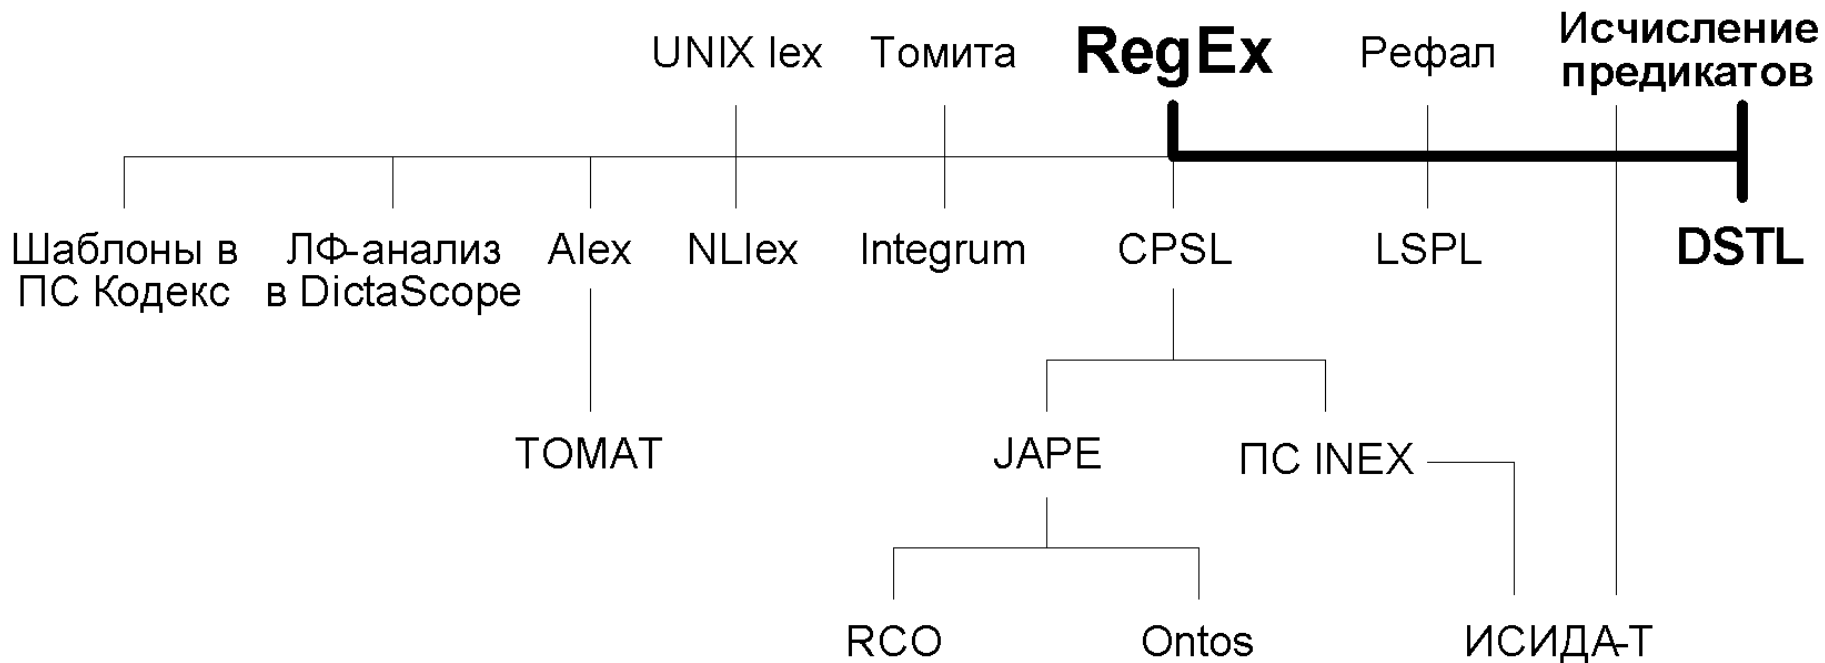 UNIX lex
Томита
RegEx
Рефал
Исчисление
предикатов
Шаблоны в
ПС Кодекс
ЛФ-анализ
в DictaScope
Alex
NLlex
Integrum
CPSL
LSPL
DSTL
ТОМАТ
JAPE
ПС INEX
RCO
Ontos
ИСИДА-Т